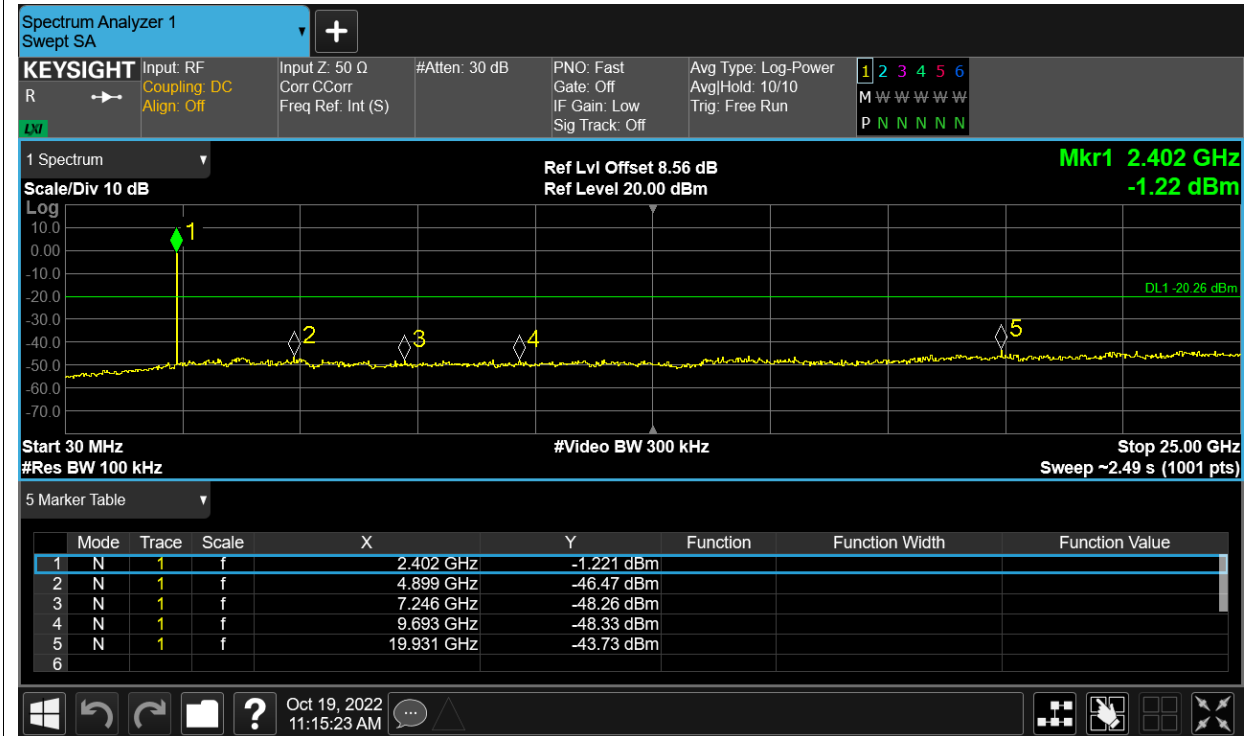 Spectrum Analyzer 1
Swept SA
KEYSIGHT
R
LXI
Input: RF
Coupling: DC
Align: Off
Input Z: 50 Ω
Corr CCorr
Freq Ref: Int (S)
#Atten: 30 dB
PNO: Fast
Gate: Off
IF Gain: Low
Sig Track: Off
Avg Type: Log-Power
Avg|Hold: 10/10
Trig: Free Run
1 2 3 4 5 6
M W W W W W
P N N N N N
1 Spectrum
Scale/Div 10 dB
Ref Lvl Offset 8.56 dB
Ref Level 20.00 dBm
Mkr1 2.402 GHz
-1.22 dBm
Log
10.0
0.00
-10.0
-20.0
-30.0
-40.0
-50.0
-60.0
-70.0
1
2
3
4
5
DL1 -20.26 dBm
Start 30 MHz
#Video BW 300 kHz
Stop 25.00 GHz
#Res BW 100 kHz
Sweep ~2.49 s (1001 pts)
5 Marker Table
Mode Trace Scale X Y Function Function Width Function Value
1 N 1 f 2.402 GHz -1.221 dBm
2 N 1 f 4.899 GHz -46.47 dBm
3 N 1 f 7.246 GHz -48.26 dBm
4 N 1 f 9.693 GHz -48.33 dBm
5 N 1 f 19.931 GHz -43.73 dBm
6
?
Oct 19, 2022
11:15:23 AM